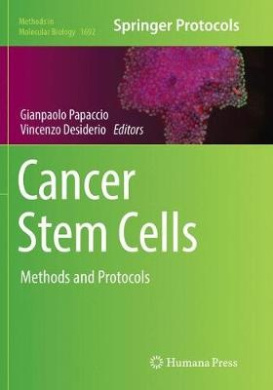 Methods in
Molecular Biology 1692
Springer Protocols
Gianpaolo Papaccio
Vincenzo Desiderio Editors
Cancer
Stem Cells
Methods and Protocols
Humana Press